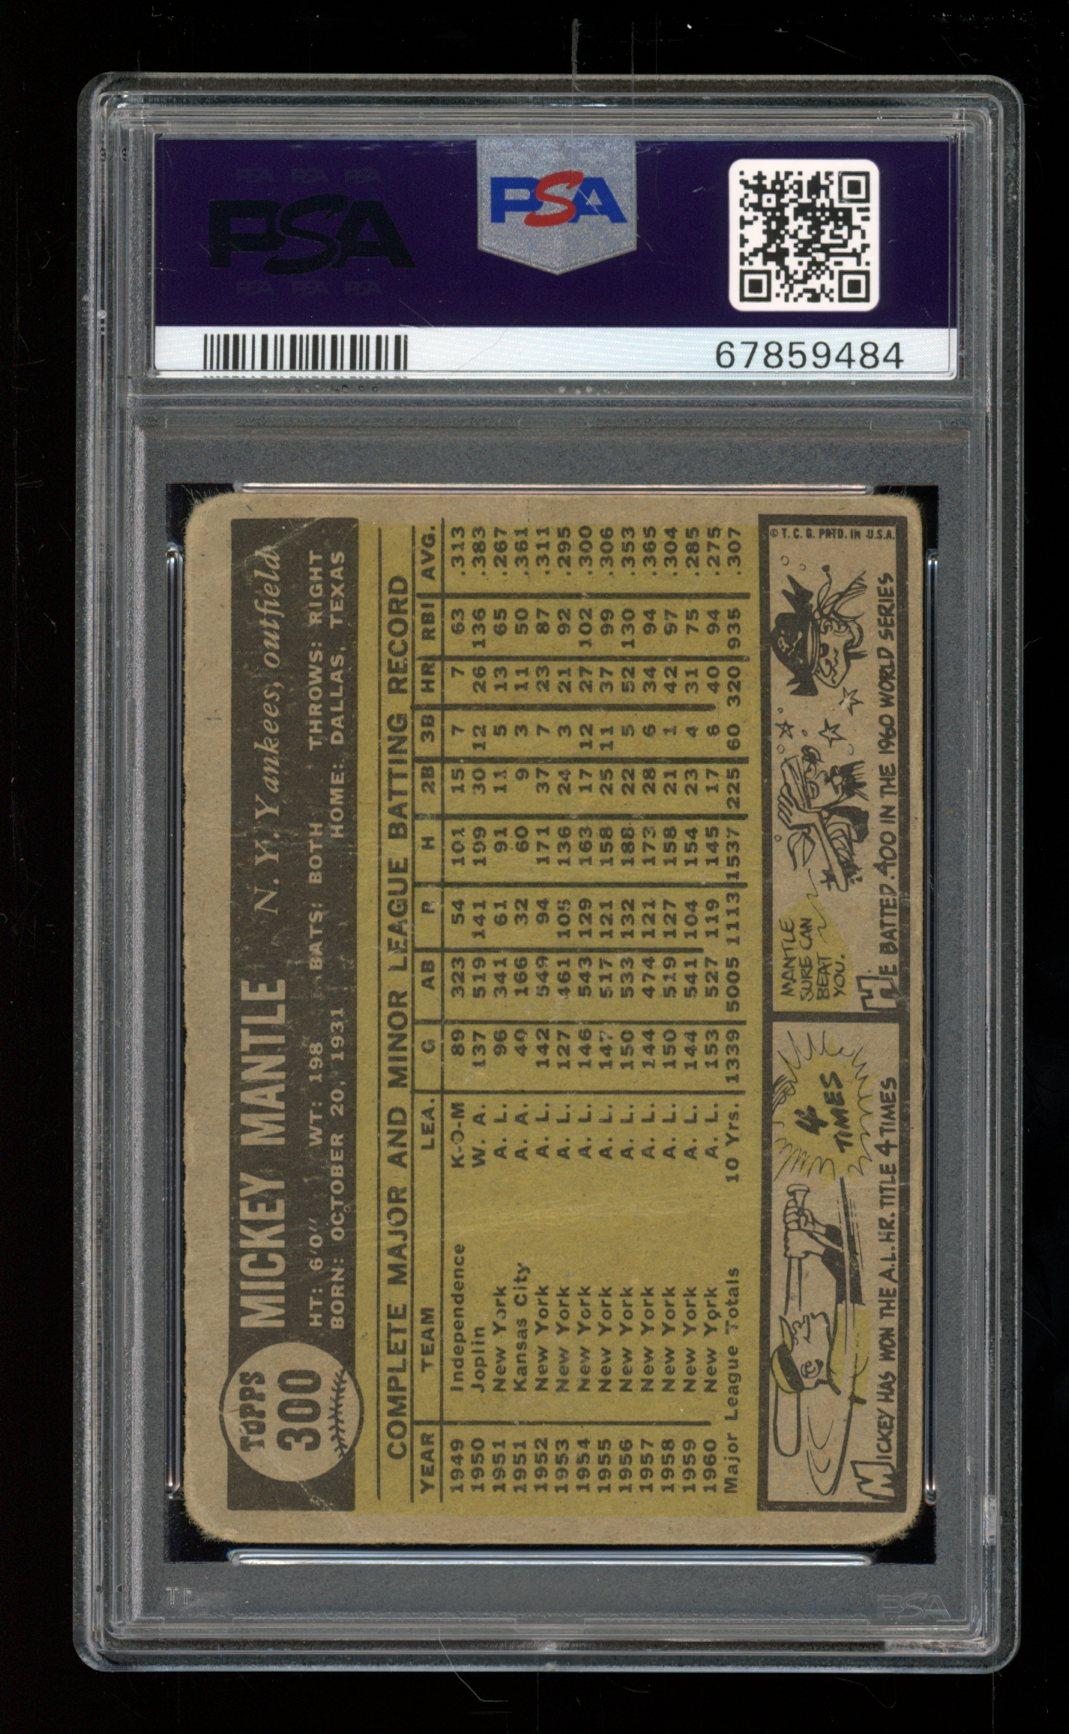 PSA PSA PSA
PSA
PSA PSA PSA
PSA
67859484
TOPPS
300
MICKEY MANTLE N. Y. Yankees, outfield
HT: 6'0" WT: 198 BATS: BOTH THROWS: RIGHT
BORN: OCTOBER 20, 1931 HOME: DALLAS, TEXAS
COMPLETE MAJOR AND MINOR LEAGUE BATTING RECORD
YEAR TEAM LEA. G AB R H 2B 3B HR RBI AVG.
1949 Independence K-O-M 89 323 54 101 15 7 7 63 .313
1950 Joplin W. A. 137 519 141 199 30 12 26 136 .383
1951 New York A. L. 96 341 61 91 11 5 13 65 .267
1951 Kansas City A. A. 40 166 32 60 9 3 11 50 .361
1952 New York A. L. 142 549 94 171 37 7 23 87 .311
1953 New York A. L. 127 461 105 136 24 3 21 92 .295
1954 New York A. L. 146 543 129 163 17 12 27 102 .300
1955 New York A. L. 147 517 121 158 25 11 37 99 .306
1956 New York A. L. 150 533 132 188 22 5 52 130 .353
1957 New York A. L. 144 474 121 173 28 6 34 94 .365
1958 New York A. L. 150 519 127 158 21 1 42 97 .304
1959 New York A. L. 144 541 104 154 23 4 31 75 .285
1960 New York A. L. 153 527 119 145 17 6 40 94 .275
Major League Totals 10 Yrs. 1339 5005 1113 1537 225 60 320 935 .307
4
TIMES
MICKEY HAS WON THE A.L. HR. TITLE 4 TIMES
MANTLE
SURE CAN
BEAT
YOU.
HE BATTED .400 IN THE 1960 WORLD SERIES
© T. C. G. PRTD. IN U.S.A.
PSA